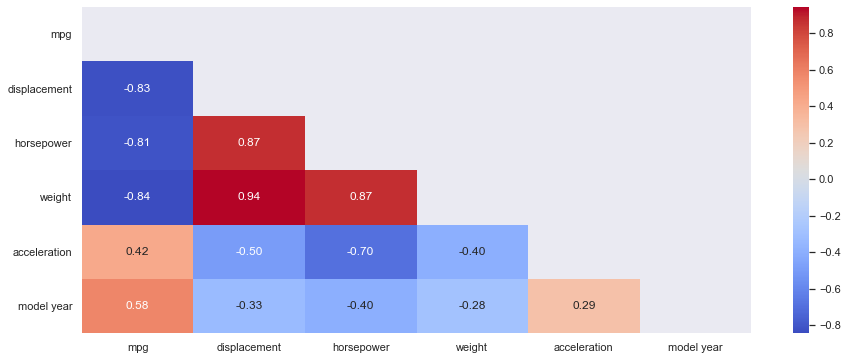 mpg
displacement -0.83
horsepower -0.81 0.87
weight -0.84 0.94 0.87
acceleration 0.42 -0.50 -0.70 -0.40
model year 0.58 -0.33 -0.40 -0.28 0.29
mpg displacement horsepower weight acceleration model year
0.8
0.6
0.4
0.2
0.0
-0.2
-0.4
-0.6
-0.8